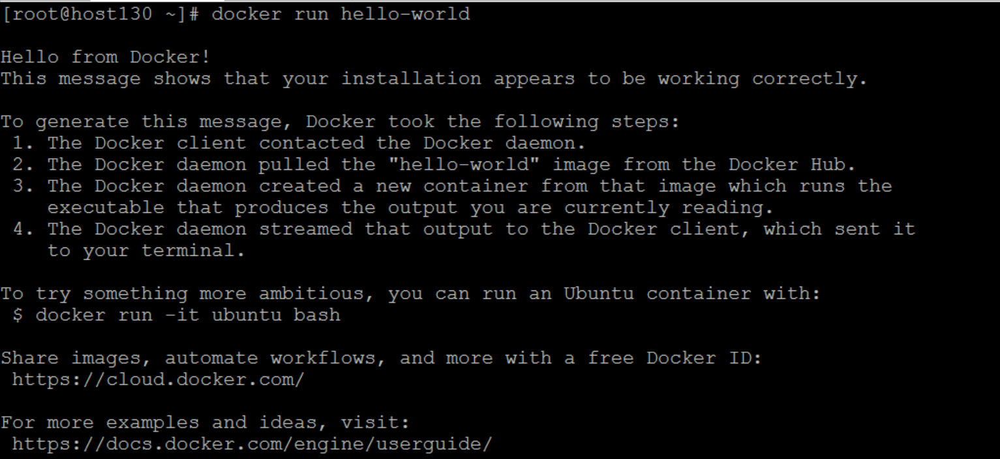 [root@host130 ~]# docker run hello-world
Hello from Docker!
This message shows that your installation appears to be working correctly.
To generate this message, Docker took the following steps:
1. The Docker client contacted the Docker daemon.
2. The Docker daemon pulled the "hello-world" image from the Docker Hub.
3. The Docker daemon created a new container from that image which runs the
executable that produces the output you are currently reading.
4. The Docker daemon streamed that output to the Docker client, which sent it
to your terminal.
To try something more ambitious, you can run an Ubuntu container with:
$ docker run -it ubuntu bash
Share images, automate workflows, and more with a free Docker ID:
https://cloud.docker.com/
For more examples and ideas, visit:
https://docs.docker.com/engine/userguide/